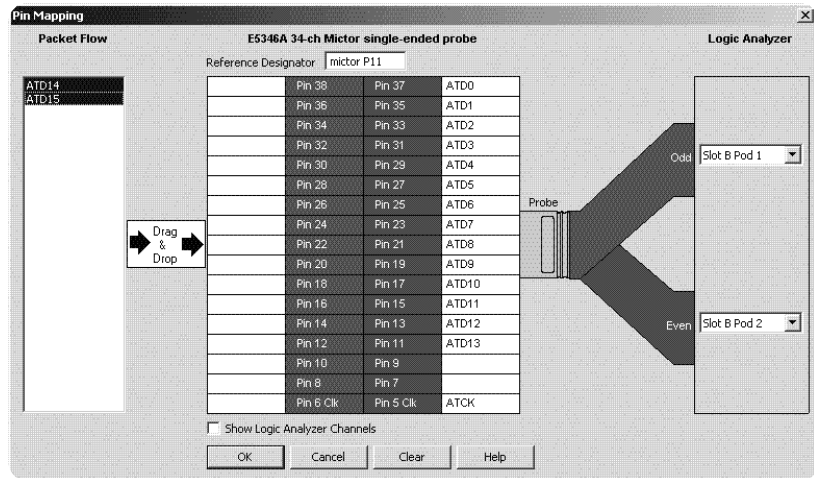 Pin Mapping
Packet Flow E5346A 34-ch Mictor single-ended probe Logic Analyzer
Reference Designator mictor P11
ATD14
ATD15
Pin 38 Pin 37 ATD0
Pin 36 Pin 35 ATD1
Pin 34 Pin 33 ATD2
Pin 32 Pin 31 ATD3
Pin 30 Pin 29 ATD4
Pin 28 Pin 27 ATD5
Pin 26 Pin 25 ATD6
Pin 24 Pin 23 ATD7
Pin 22 Pin 21 ATD8
Pin 20 Pin 19 ATD9
Pin 18 Pin 17 ATD10
Pin 16 Pin 15 ATD11
Pin 14 Pin 13 ATD12
Pin 12 Pin 11 ATD13
Pin 10 Pin 9
Pin 8 Pin 7
Pin 6 Clk Pin 5 Clk ATCK
Drag
&
Drop
Probe
Odd Slot B Pod 1
Even Slot B Pod 2
Show Logic Analyzer Channels
OK Cancel Clear Help